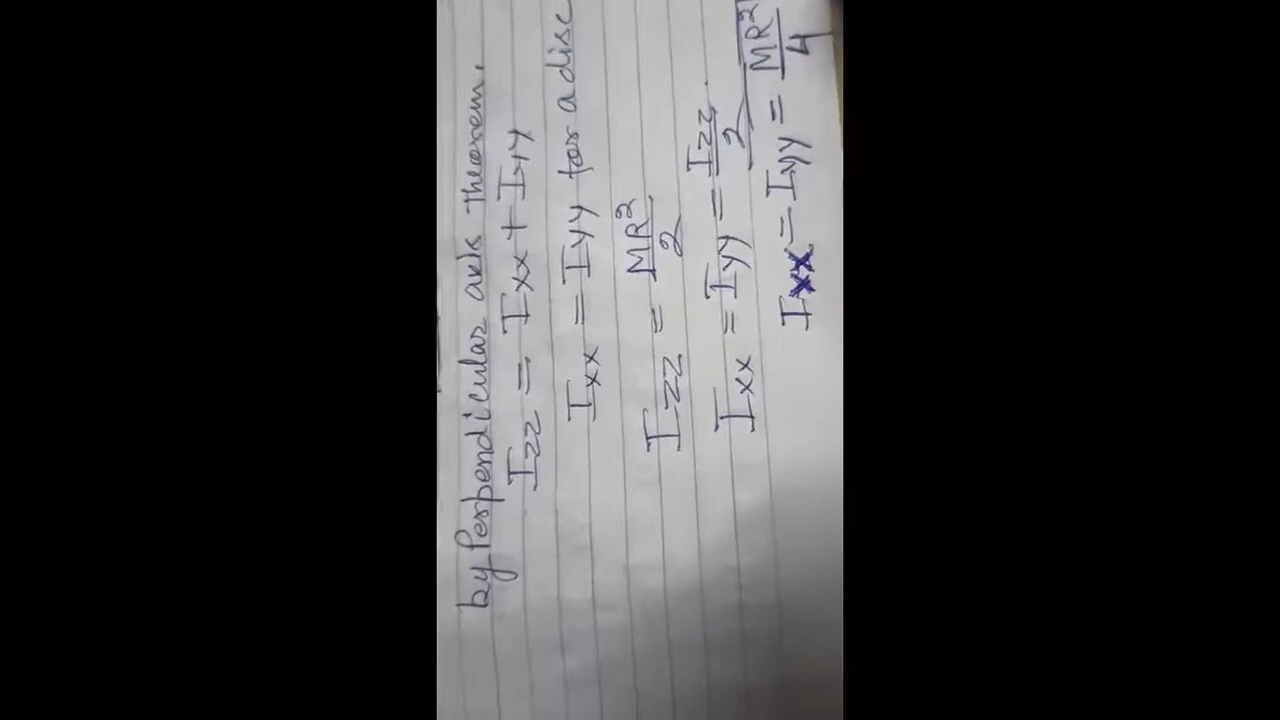 by Perpendicular axis theorem.
Izz = Ixx + Iyy
Ixx = Iyy for a disc
Izz = MR²/2
Ixx = Iyy = Izz/2
Ixx = Iyy = MR²/4